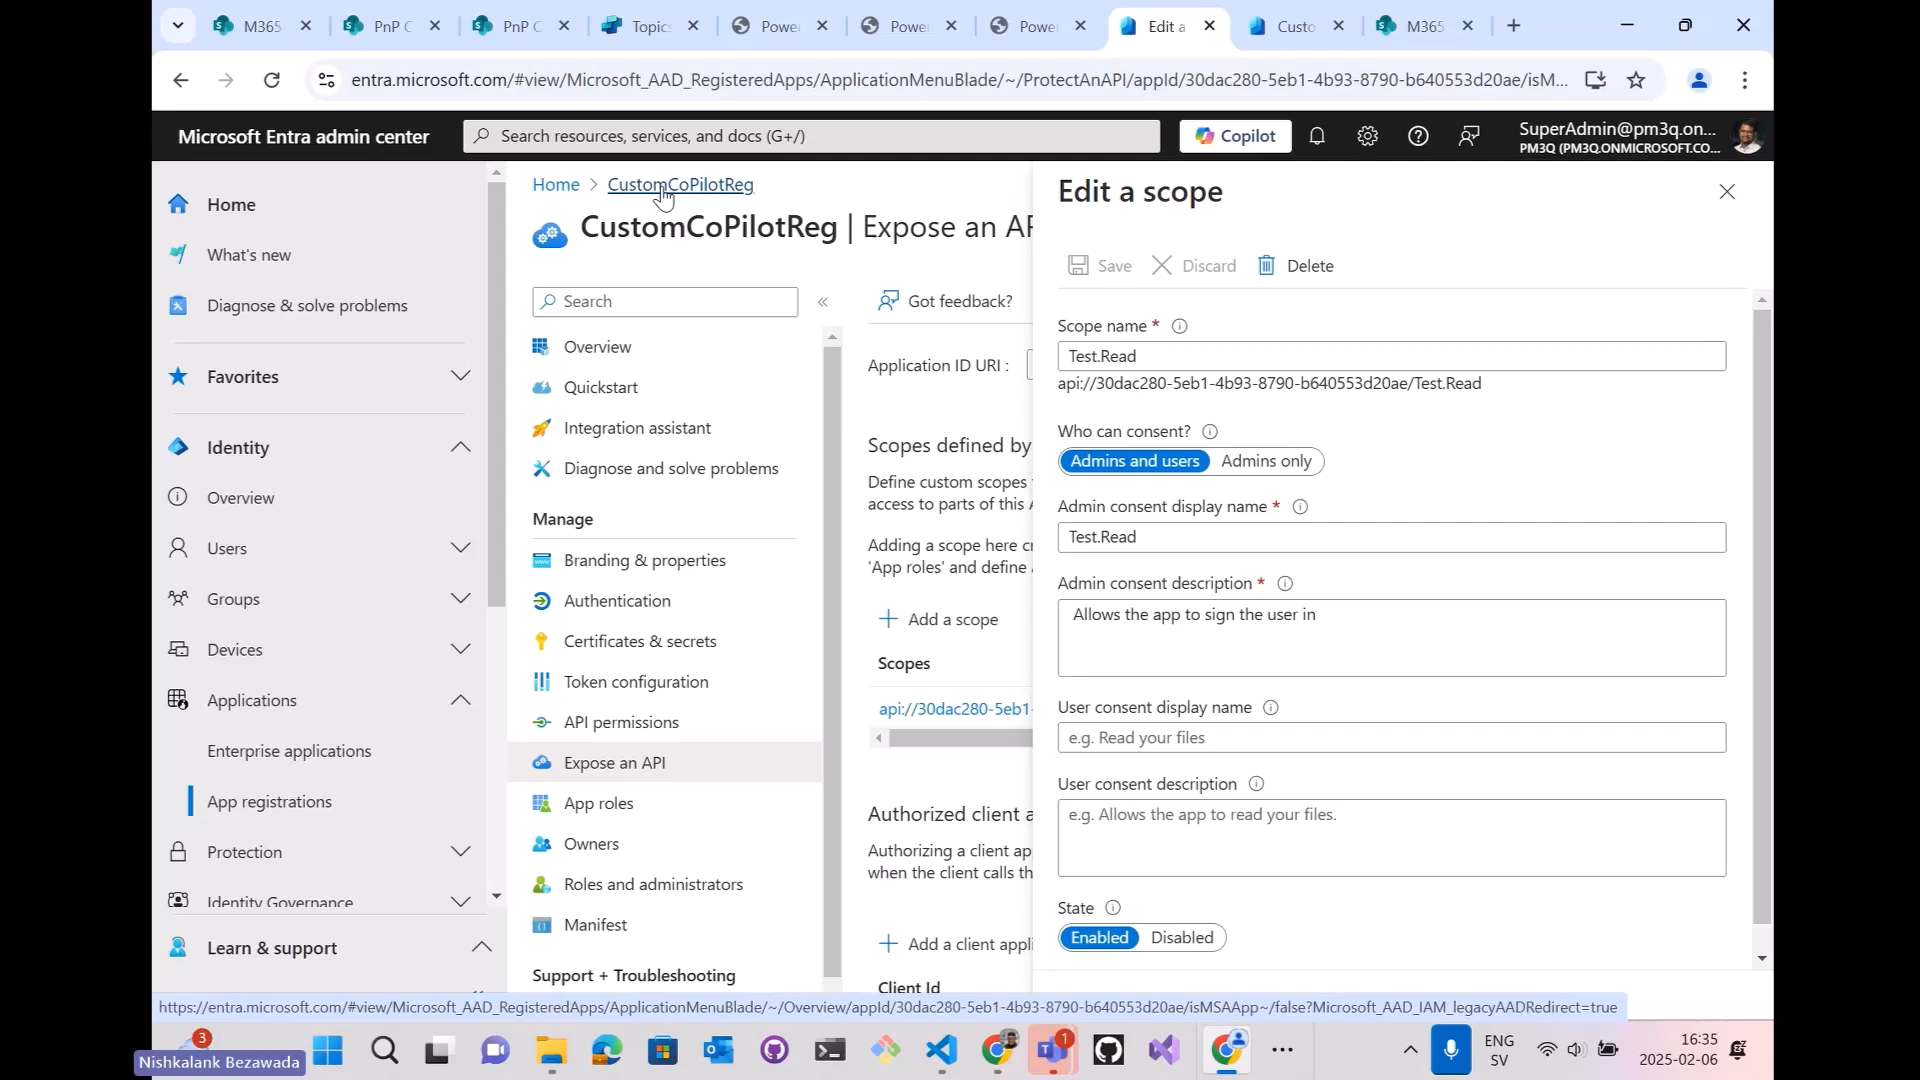 M365
PnP C
PnP C
Topics
Power
Power
Power
Edit a
Custo
M365
entra.microsoft.com/#view/Microsoft_AAD_RegisteredApps/ApplicationMenuBlade/~/ProtectAnAPI/appId/30dac280-5eb1-4b93-8790-b640553d20ae/isM...
Microsoft Entra admin center
Search resources, services, and docs (G+/)
Copilot
SuperAdmin@pm3q.on...
PM3Q (PM3Q.ONMICROSOFT.CO...
Home
What's new
Diagnose & solve problems
Favorites
Identity
Overview
Users
Groups
Devices
Applications
Enterprise applications
App registrations
Protection
Identity Governance
Learn & support
Home > CustomCoPilotReg
CustomCoPilotReg | Expose an AP
Search
Overview
Quickstart
Integration assistant
Diagnose and solve problems
Manage
Branding & properties
Authentication
Certificates & secrets
Token configuration
API permissions
Expose an API
App roles
Owners
Roles and administrators
Manifest
Support + Troubleshooting
Got feedback?
Application ID URI :
Scopes defined by
Define custom scopes
access to parts of this
Adding a scope here cr
'App roles' and define
Add a scope
Scopes
api://30dac280-5eb1-
Authorized client a
Authorizing a client ap
when the client calls th
Add a client appli
Client Id
Edit a scope
Save
Discard
Delete
Scope name *
Test.Read
api://30dac280-5eb1-4b93-8790-b640553d20ae/Test.Read
Who can consent?
Admins and users
Admins only
Admin consent display name *
Test.Read
Admin consent description *
Allows the app to sign the user in
User consent display name
e.g. Read your files
User consent description
e.g. Allows the app to read your files.
State
Enabled
Disabled
https://entra.microsoft.com/#view/Microsoft_AAD_RegisteredApps/ApplicationMenuBlade/~/Overview/appId/30dac280-5eb1-4b93-8790-b640553d20ae/isMSAApp~/false?Microsoft_AAD_IAM_legacyAADRedirect=true
3
Nishkalank Bezawada
1
ENG
SV
16:35
2025-02-06